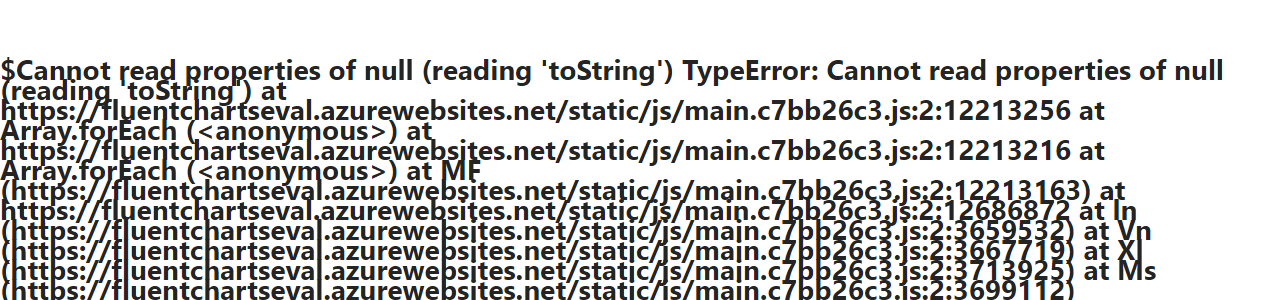 $Cannot read properties of null (reading 'toString') TypeError: Cannot read properties of null
(reading 'toString') at
https://fluentchartseval.azurewebsites.net/static/js/main.c7bb26c3.js:2:12213256 at
Array.forEach (<anonymous>) at
https://fluentchartseval.azurewebsites.net/static/js/main.c7bb26c3.js:2:12213216 at
Array.forEach (<anonymous>) at MF
(https://fluentchartseval.azurewebsites.net/static/js/main.c7bb26c3.js:2:12213163) at
https://fluentchartseval.azurewebsites.net/static/js/main.c7bb26c3.js:2:12686872 at In
(https://fluentchartseval.azurewebsites.net/static/js/main.c7bb26c3.js:2:3659532) at Vn
(https://fluentchartseval.azurewebsites.net/static/js/main.c7bb26c3.js:2:3667719) at Xl
(https://fluentchartseval.azurewebsites.net/static/js/main.c7bb26c3.js:2:3713925) at Ms
(https://fluentchartseval.azurewebsites.net/static/js/main.c7bb26c3.js:2:3699112)